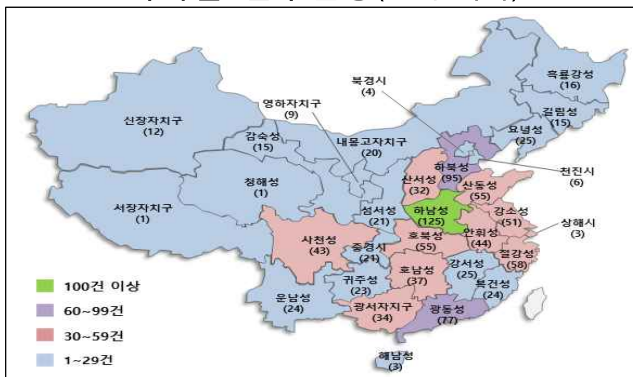 흑룡강성
(16)
북경시
(4)
길림성
(15)
영하자치구
(9)
신장자치구
(12)
요녕성
(25)
감숙성
(15)
내몽고자치구
(20)
하북성
(95)
천진시
(6)
산서성
(32)
산동성
(55)
청해성
(1)
서장자치구
(1)
섬서성
(21)
하남성
(125)
강소성
(51)
상해시
(3)
사천성
(43)
호북성
(55)
안휘성
(44)
중경시
(21)
절강성
(58)
호남성
(37)
강서성
(25)
귀주성
(23)
복건성
(24)
운남성
(24)
광서자치지구
(34)
광동성
(77)
해남성
(3)
100건 이상
60~99건
30~59건
1~29건